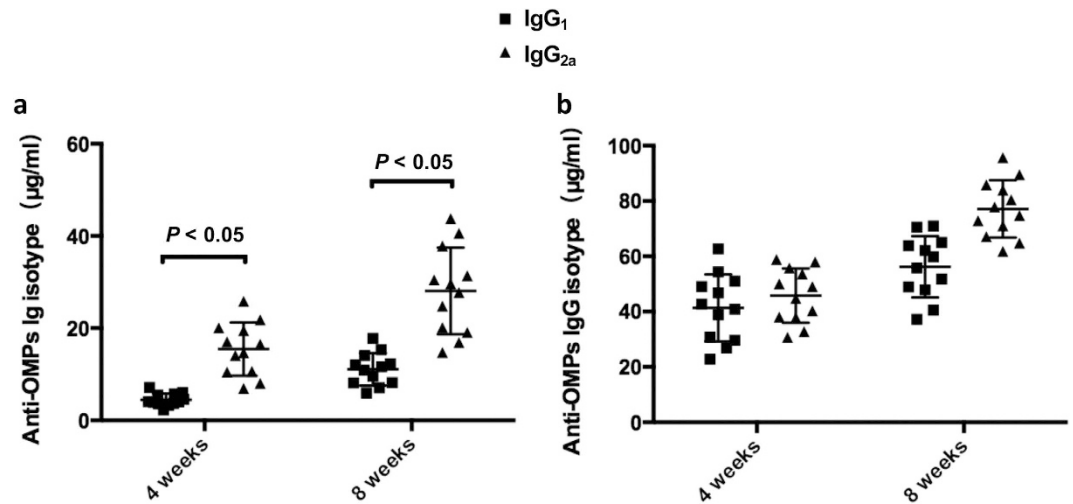 IgG₁
IgG₂ₐ
a
b
Anti-OMPs Ig isotype (µg/ml)
60
40
20
0
P < 0.05
P < 0.05
4 weeks
8 weeks
Anti-OMPs IgG isotype (µg/ml)
100
80
60
40
20
0
4 weeks
8 weeks